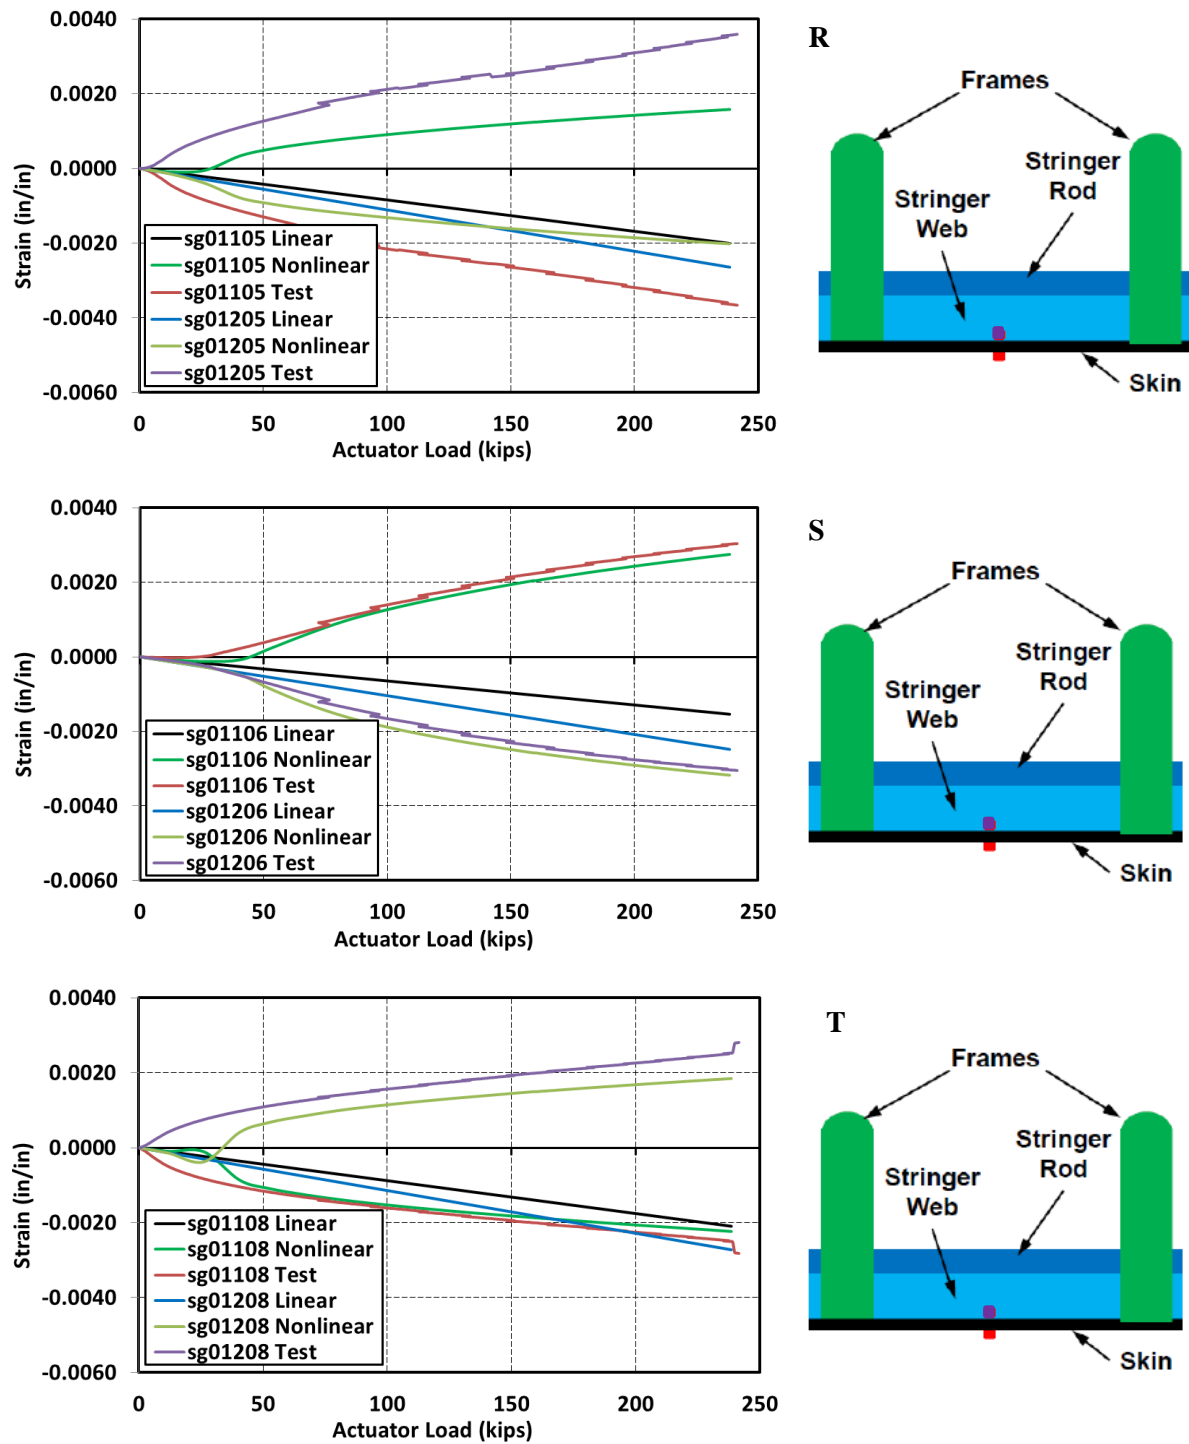 0.0040
0.0020
0.0000
-0.0020
-0.0040
-0.0060
Strain (in/in)
sg01105 Linear
sg01105 Nonlinear
sg01105 Test
sg01205 Linear
sg01205 Nonlinear
sg01205 Test
0 50 100 150 200 250
Actuator Load (kips)
R
Frames
Stringer
Rod
Stringer
Web
Skin
0.0040
0.0020
0.0000
-0.0020
-0.0040
-0.0060
Strain (in/in)
sg01106 Linear
sg01106 Nonlinear
sg01106 Test
sg01206 Linear
sg01206 Nonlinear
sg01206 Test
0 50 100 150 200 250
Actuator Load (kips)
S
Frames
Stringer
Rod
Stringer
Web
Skin
0.0040
0.0020
0.0000
-0.0020
-0.0040
-0.0060
Strain (in/in)
sg01108 Linear
sg01108 Nonlinear
sg01108 Test
sg01208 Linear
sg01208 Nonlinear
sg01208 Test
0 50 100 150 200 250
Actuator Load (kips)
T
Frames
Stringer
Rod
Stringer
Web
Skin